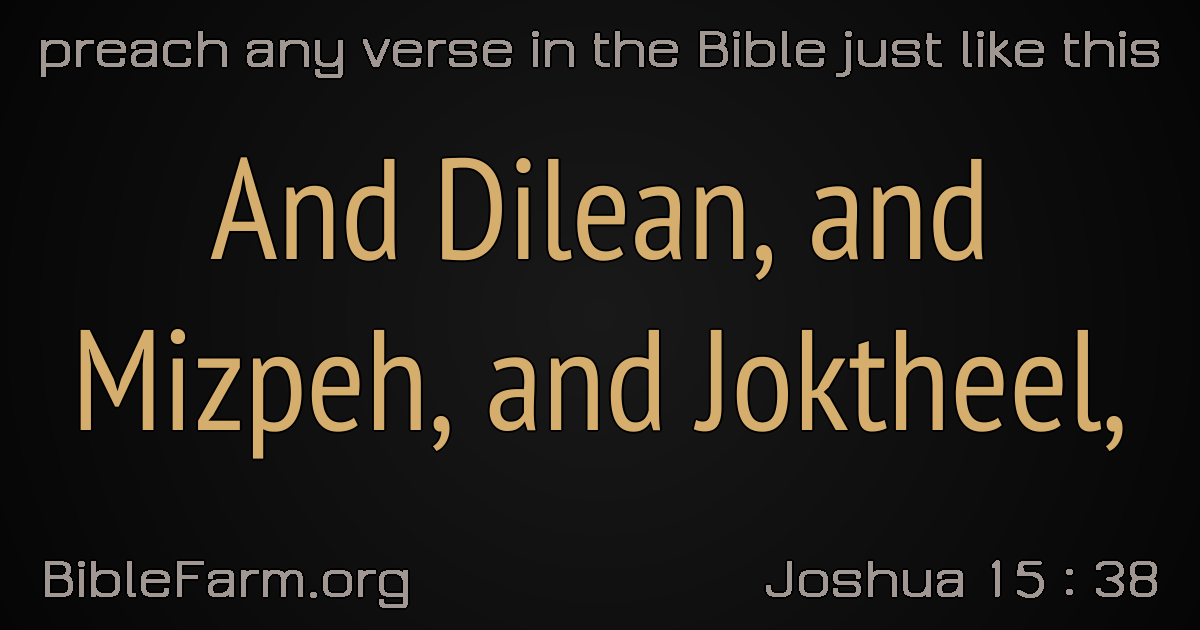 preach any verse in the Bible just like this
And Dilean, and
Mizpeh, and Joktheel,
BibleFarm.org
Joshua 15 : 38